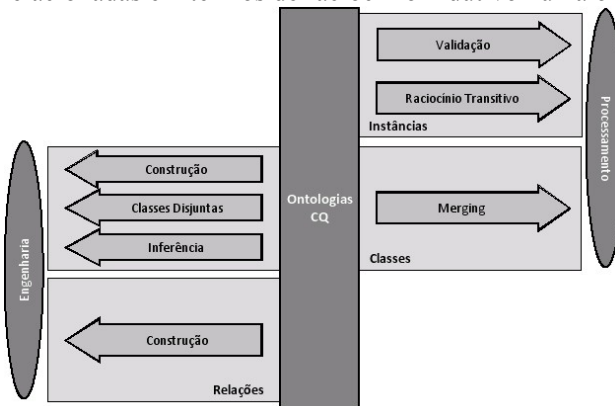 Validação
Raciocínio Transitivo
Instâncias
Processamento
Construção
Classes Disjuntas
Inferência
Ontologias
CQ
Merging
Classes
Engenharia
Construção
Relações